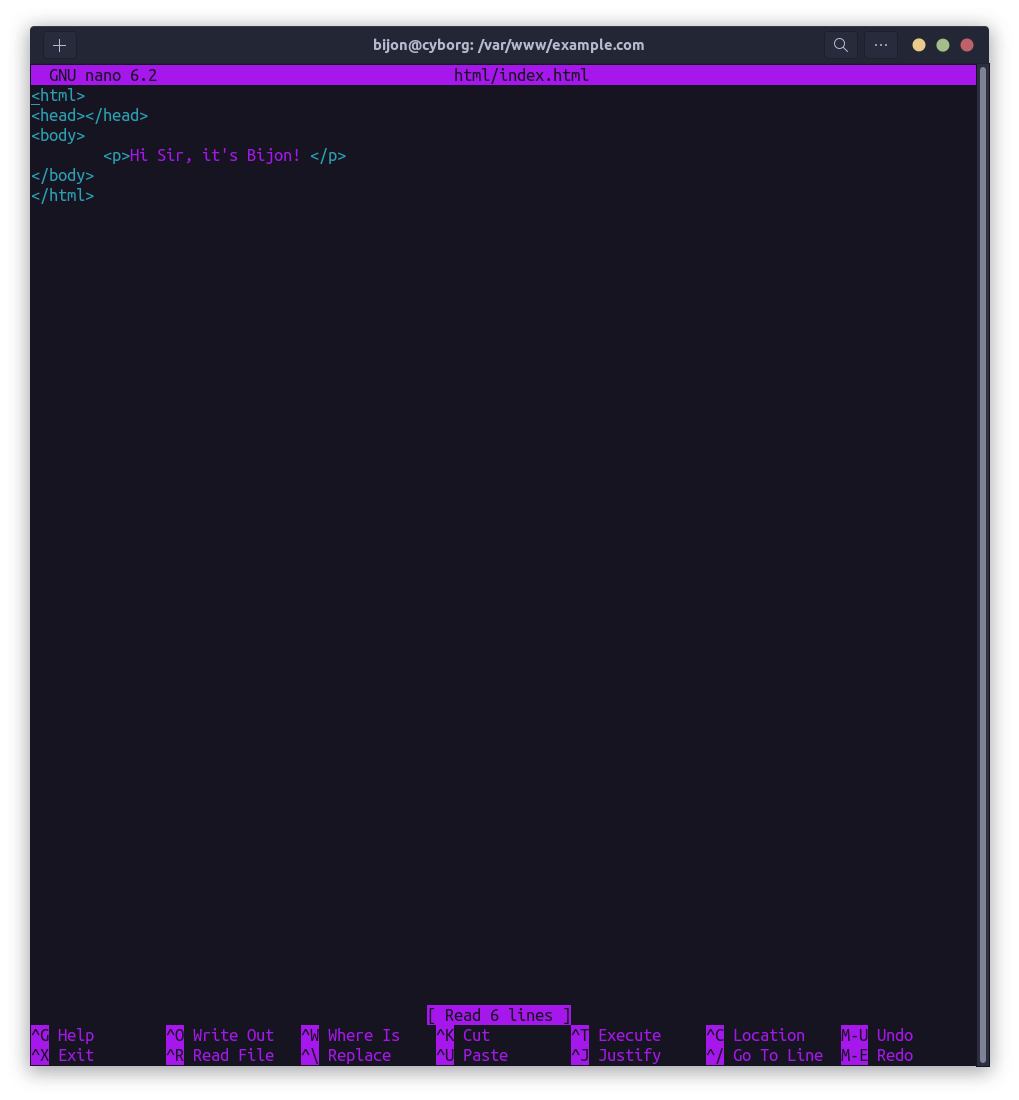 bijon@cyborg: /var/www/example.com
GNU nano 6.2 html/index.html
<html>
<head></head>
<body>
        <p>Hi Sir, it's Bijon! </p>
</body>
</html>
[ Read 6 lines ]
^G Help ^O Write Out ^W Where Is ^K Cut ^T Execute ^C Location M-U Undo
^X Exit ^R Read File ^\ Replace ^U Paste ^J Justify ^/ Go To Line M-E Redo